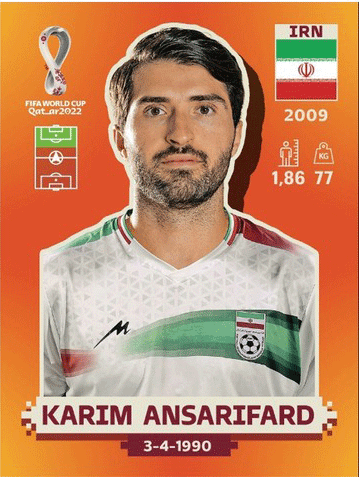 IRN
FIFA WORLD CUP
Qatar2022
2009
KG
1,86 77
KARIM ANSARIFARD
3-4-1990